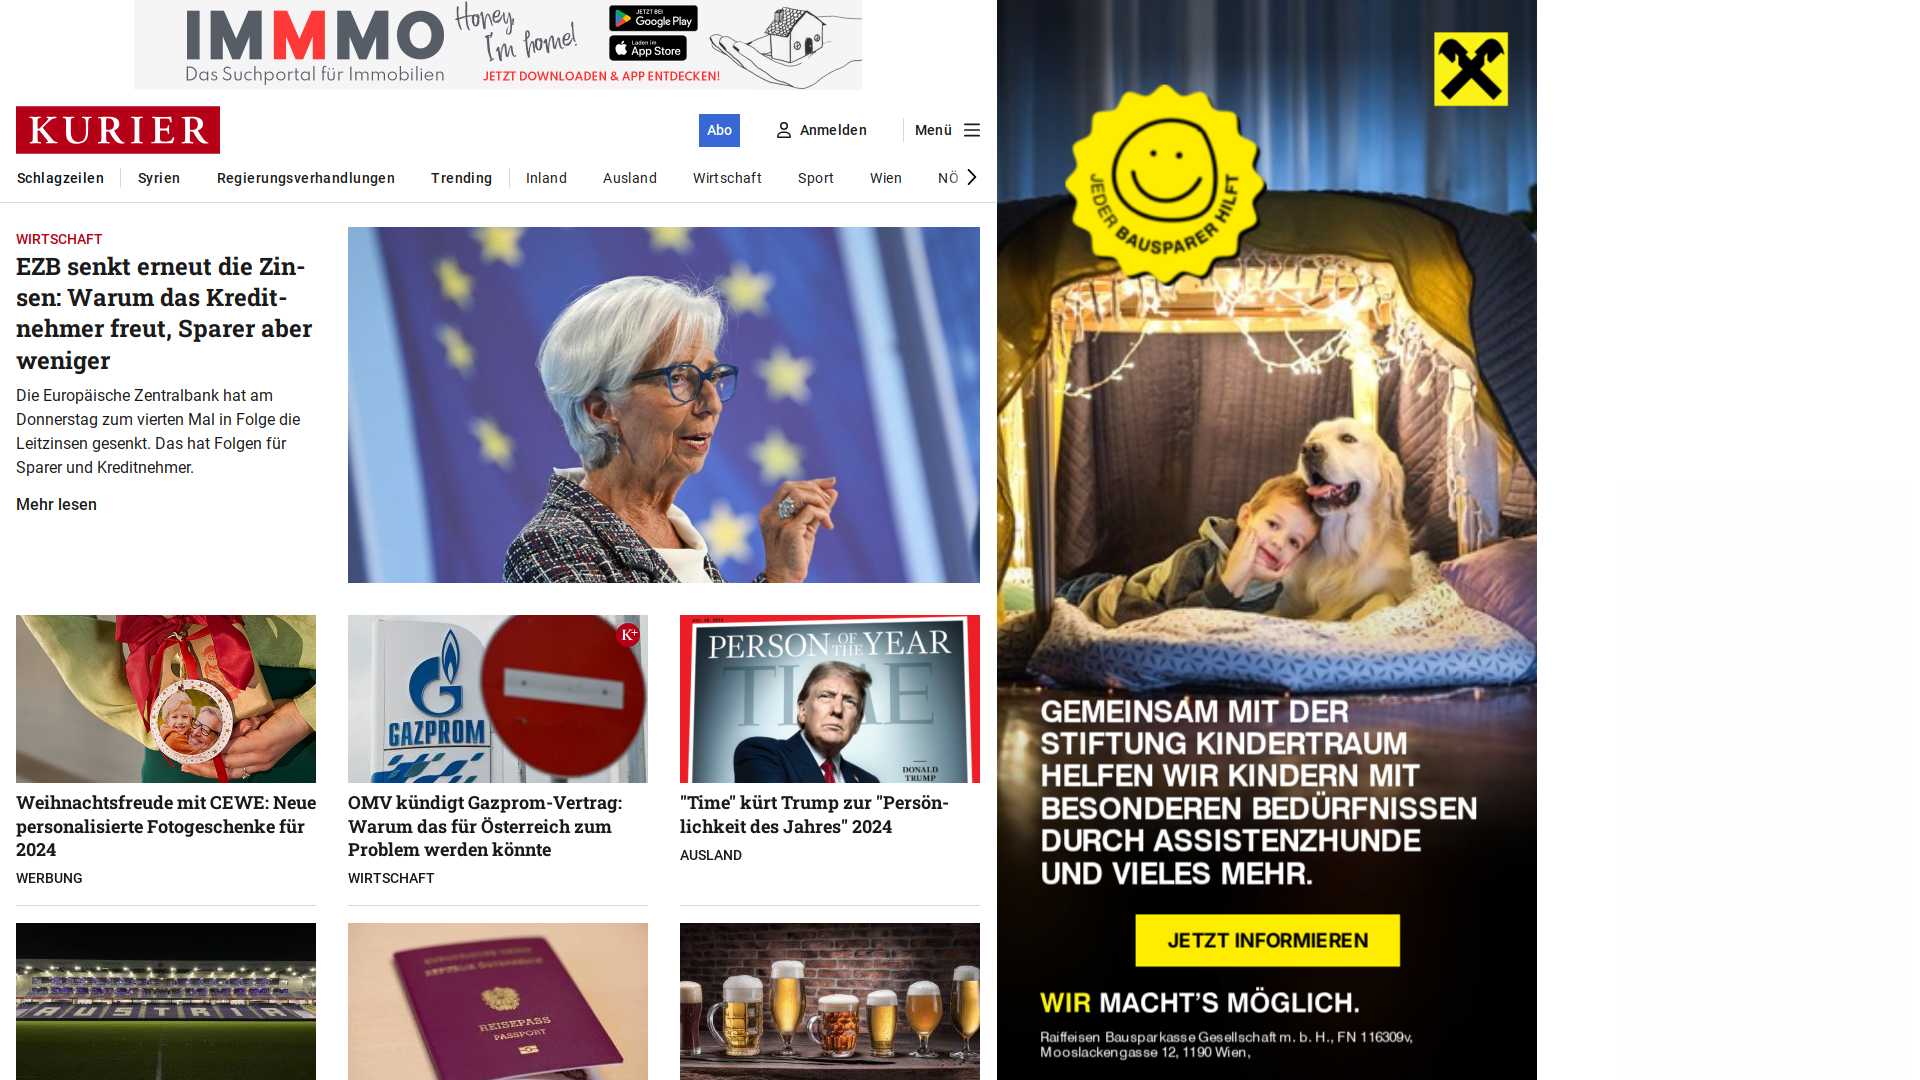 IMMMO
Das Suchportal für Immobilien
Honey,
I'm home!
JETZT BEI
Google Play
Laden im
App Store
JETZT DOWNLOADEN & APP ENTDECKEN!
KURIER
Abo
Anmelden
Menü
Schlagzeilen
Syrien
Regierungsverhandlungen
Trending
Inland
Ausland
Wirtschaft
Sport
Wien
NÖ
WIRTSCHAFT
EZB senkt erneut die Zin-
sen: Warum das Kredit-
nehmer freut, Sparer aber
weniger
Die Europäische Zentralbank hat am
Donnerstag zum vierten Mal in Folge die
Leitzinsen gesenkt. Das hat Folgen für
Sparer und Kreditnehmer.
Mehr lesen
GAZPROM
K+
PERSON OF THE YEAR
TIME
DONALD
TRUMP
Weihnachtsfreude mit CEWE: Neue
personalisierte Fotogeschenke für
2024
WERBUNG
OMV kündigt Gazprom-Vertrag:
Warum das für Österreich zum
Problem werden könnte
WIRTSCHAFT
"Time" kürt Trump zur "Persön-
lichkeit des Jahres" 2024
AUSLAND
AUSTRIA
REISEPASS
PASSPORT
JEDER BAUSPARER HILFT
GEMEINSAM MIT DER
STIFTUNG KINDERTRAUM
HELFEN WIR KINDERN MIT
BESONDEREN BEDÜRFNISSEN
DURCH ASSISTENZHUNDE
UND VIELES MEHR.
JETZT INFORMIEREN
WIR MACHT'S MÖGLICH.
Raiffeisen Bausparkasse Gesellschaft m. b. H., FN 116309v,
Mooslackengasse 12, 1190 Wien,